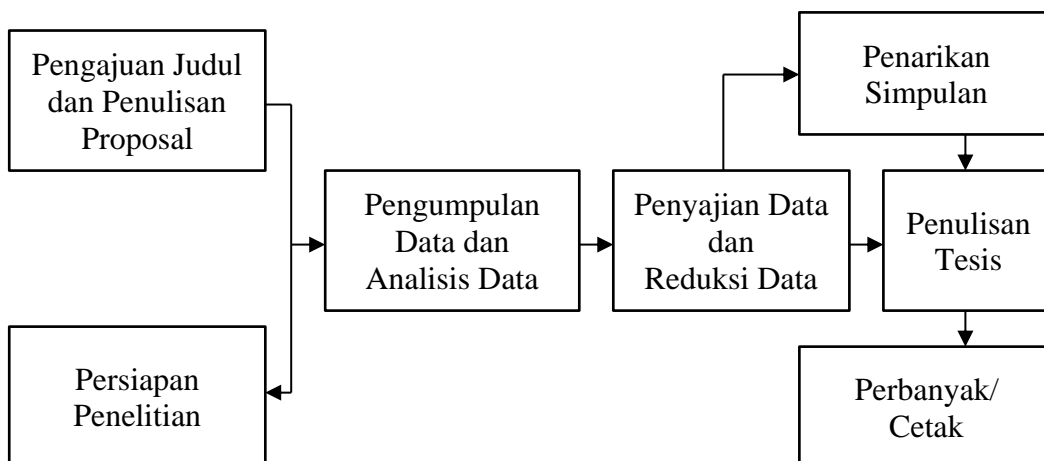 Pengajuan Judul
dan Penulisan
Proposal
Persiapan
Penelitian
Pengumpulan
Data dan
Analisis Data
Penyajian Data
dan
Reduksi Data
Penarikan
Simpulan
Penulisan
Tesis
Perbanyak/
Cetak